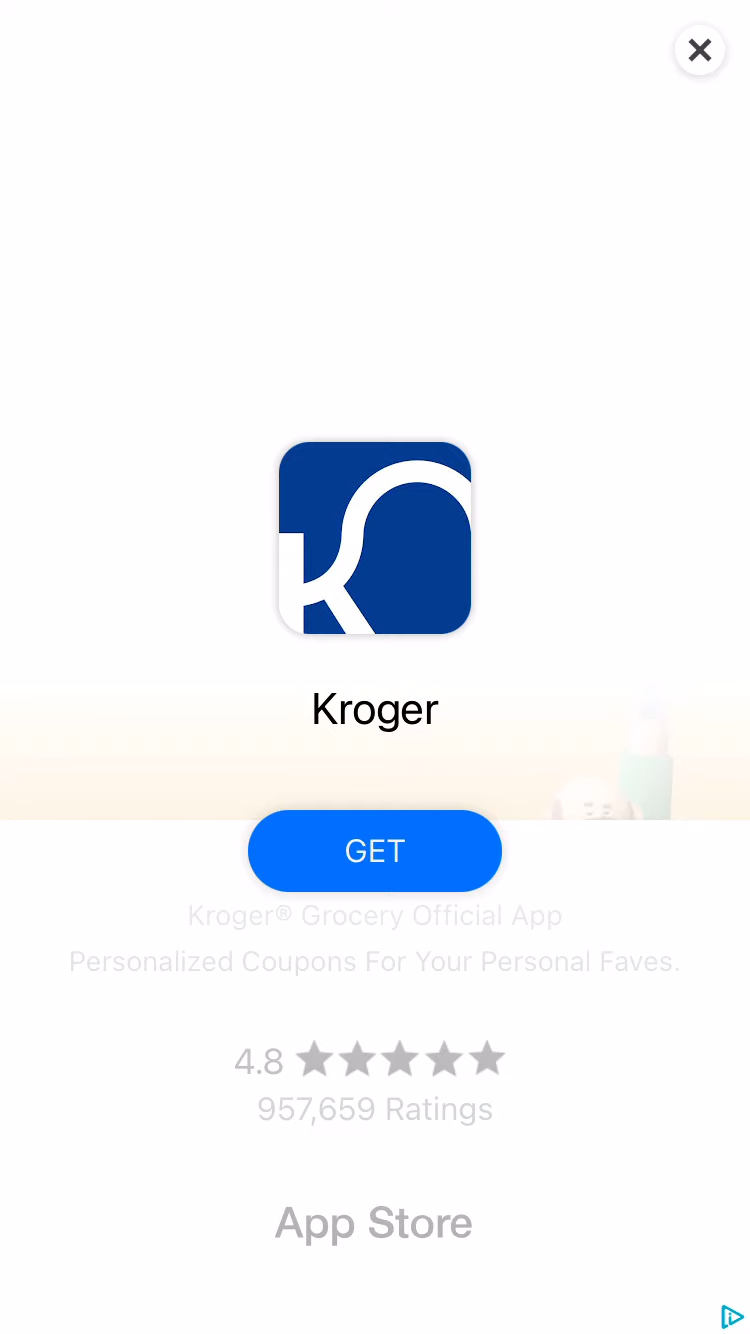 Kroger
GET
Kroger® Grocery Official App
Personalized Coupons For Your Personal Faves.
4.8
957,659 Ratings
App Store